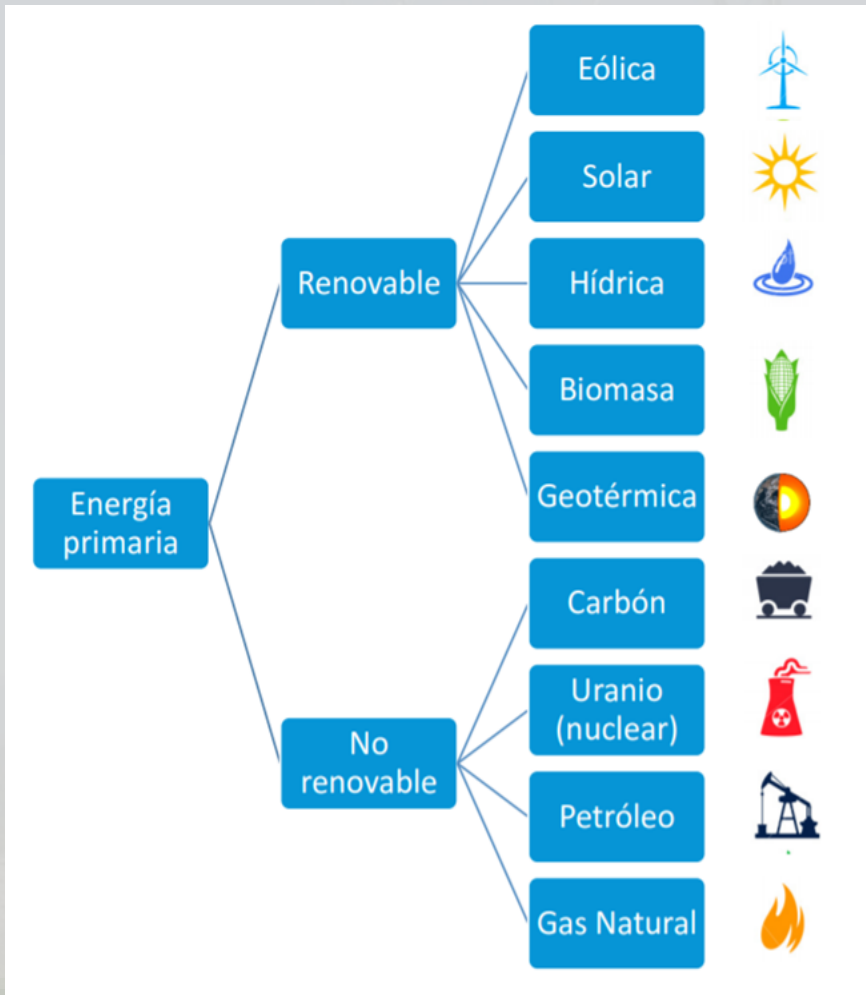 Energía
primaria
Renovable
Eólica
Solar
Hídrica
Biomasa
Geotérmica
No
renovable
Carbón
Uranio
(nuclear)
Petróleo
Gas Natural